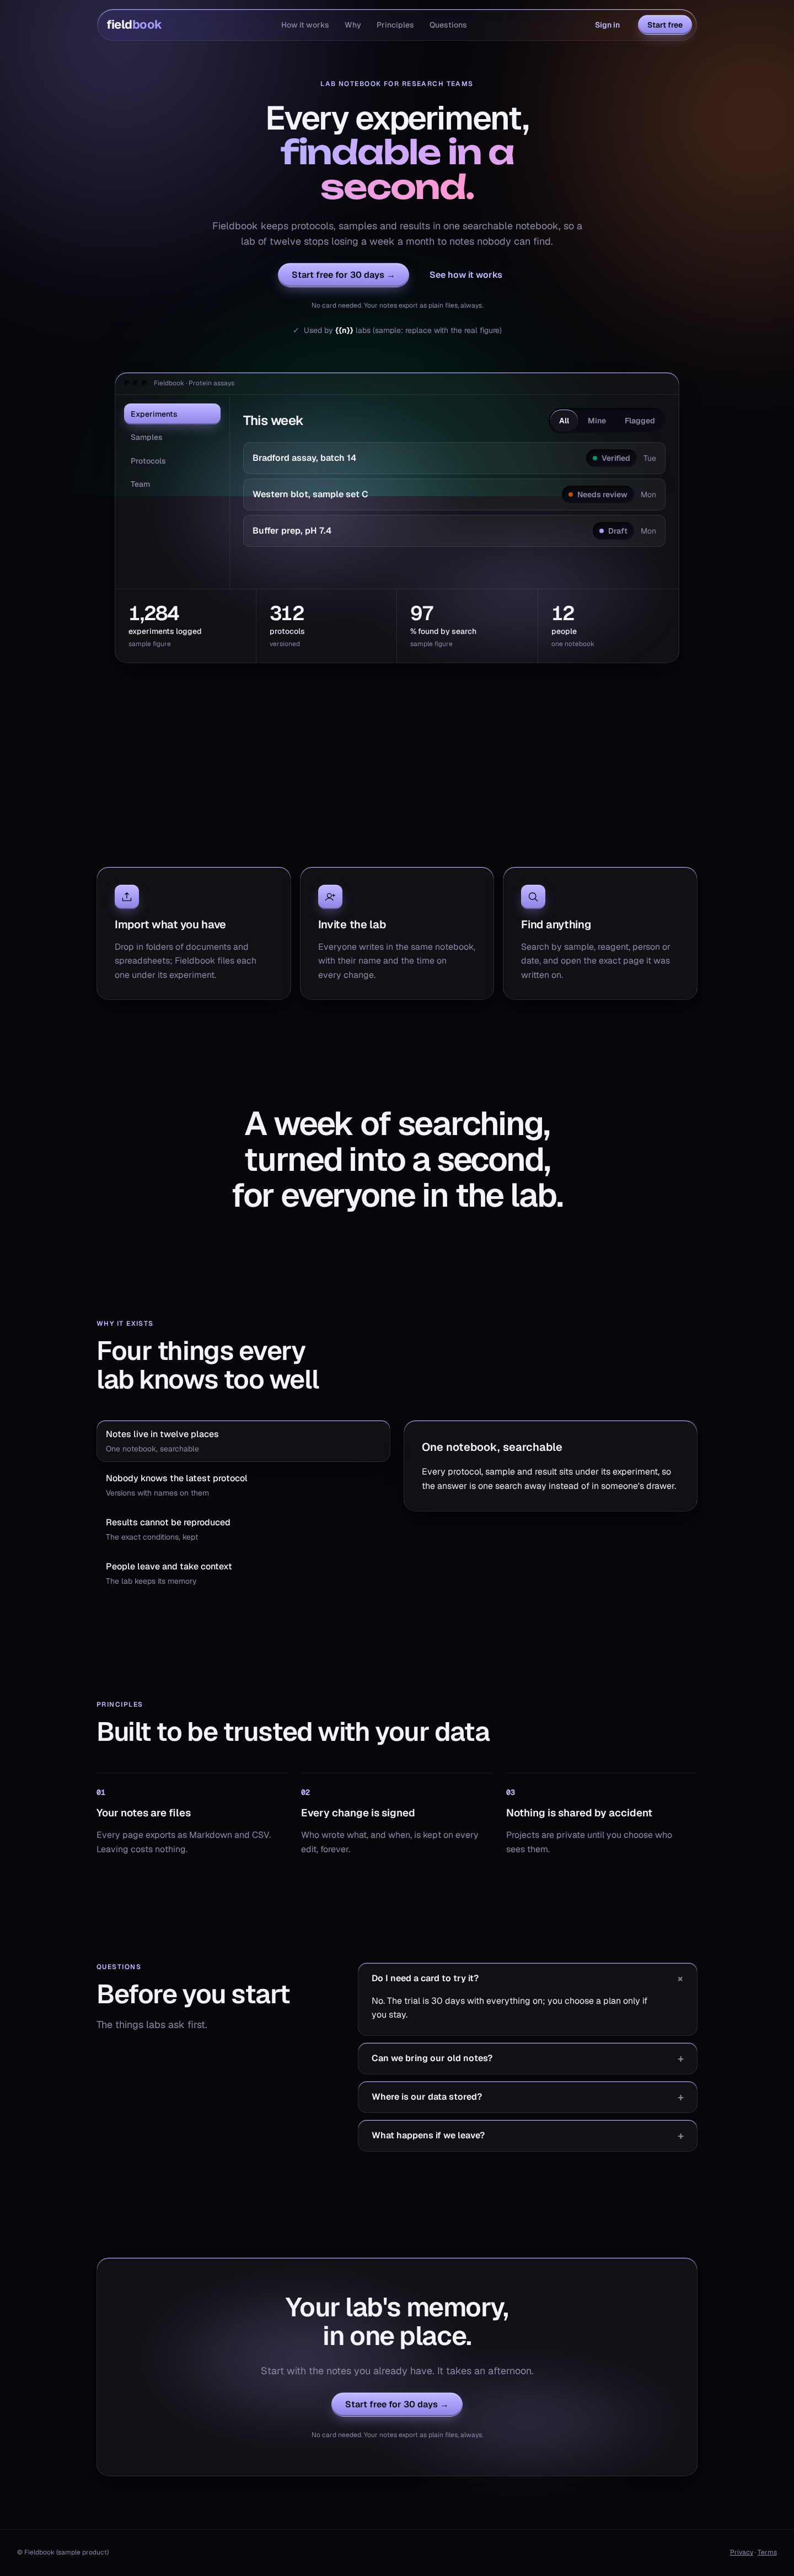 fieldbook
How it works
Why
Principles
Questions
Sign in
Start free
LAB NOTEBOOK FOR RESEARCH TEAMS
Every experiment,
findable in a
second.
Fieldbook keeps protocols, samples and results in one searchable notebook, so a
lab of twelve stops losing a week a month to notes nobody can find.
Start free for 30 days →
See how it works
No card needed. Your notes export as plain files, always.
✓ Used by {{n}} labs (sample: replace with the real figure)
Fieldbook · Protein assays
Experiments
Samples
Protocols
Team
This week
All
Mine
Flagged
Bradford assay, batch 14
Verified
Tue
Western blot, sample set C
Needs review
Mon
Buffer prep, pH 7.4
Draft
Mon
1,284
experiments logged
sample figure
312
protocols
versioned
97
% found by search
sample figure
12
people
one notebook
Import what you have
Drop in folders of documents and
spreadsheets; Fieldbook files each
one under its experiment.
Invite the lab
Everyone writes in the same notebook,
with their name and the time on
every change.
Find anything
Search by sample, reagent, person or
date, and open the exact page it was
written on.
A week of searching,
turned into a second,
for everyone in the lab.
WHY IT EXISTS
Four things every
lab knows too well
Notes live in twelve places
One notebook, searchable
Nobody knows the latest protocol
Versions with names on them
Results cannot be reproduced
The exact conditions, kept
People leave and take context
The lab keeps its memory
One notebook, searchable
Every protocol, sample and result sits under its experiment, so
the answer is one search away instead of in someone's drawer.
PRINCIPLES
Built to be trusted with your data
01
Your notes are files
Every page exports as Markdown and CSV.
Leaving costs nothing.
02
Every change is signed
Who wrote what, and when, is kept on every
edit, forever.
03
Nothing is shared by accident
Projects are private until you choose who
sees them.
QUESTIONS
Before you start
The things labs ask first.
Do I need a card to try it?
No. The trial is 30 days with everything on; you choose a plan only if
you stay.
Can we bring our old notes?
Where is our data stored?
What happens if we leave?
Your lab's memory,
in one place.
Start with the notes you already have. It takes an afternoon.
Start free for 30 days →
No card needed. Your notes export as plain files, always.
© Fieldbook (sample product)
Privacy · Terms